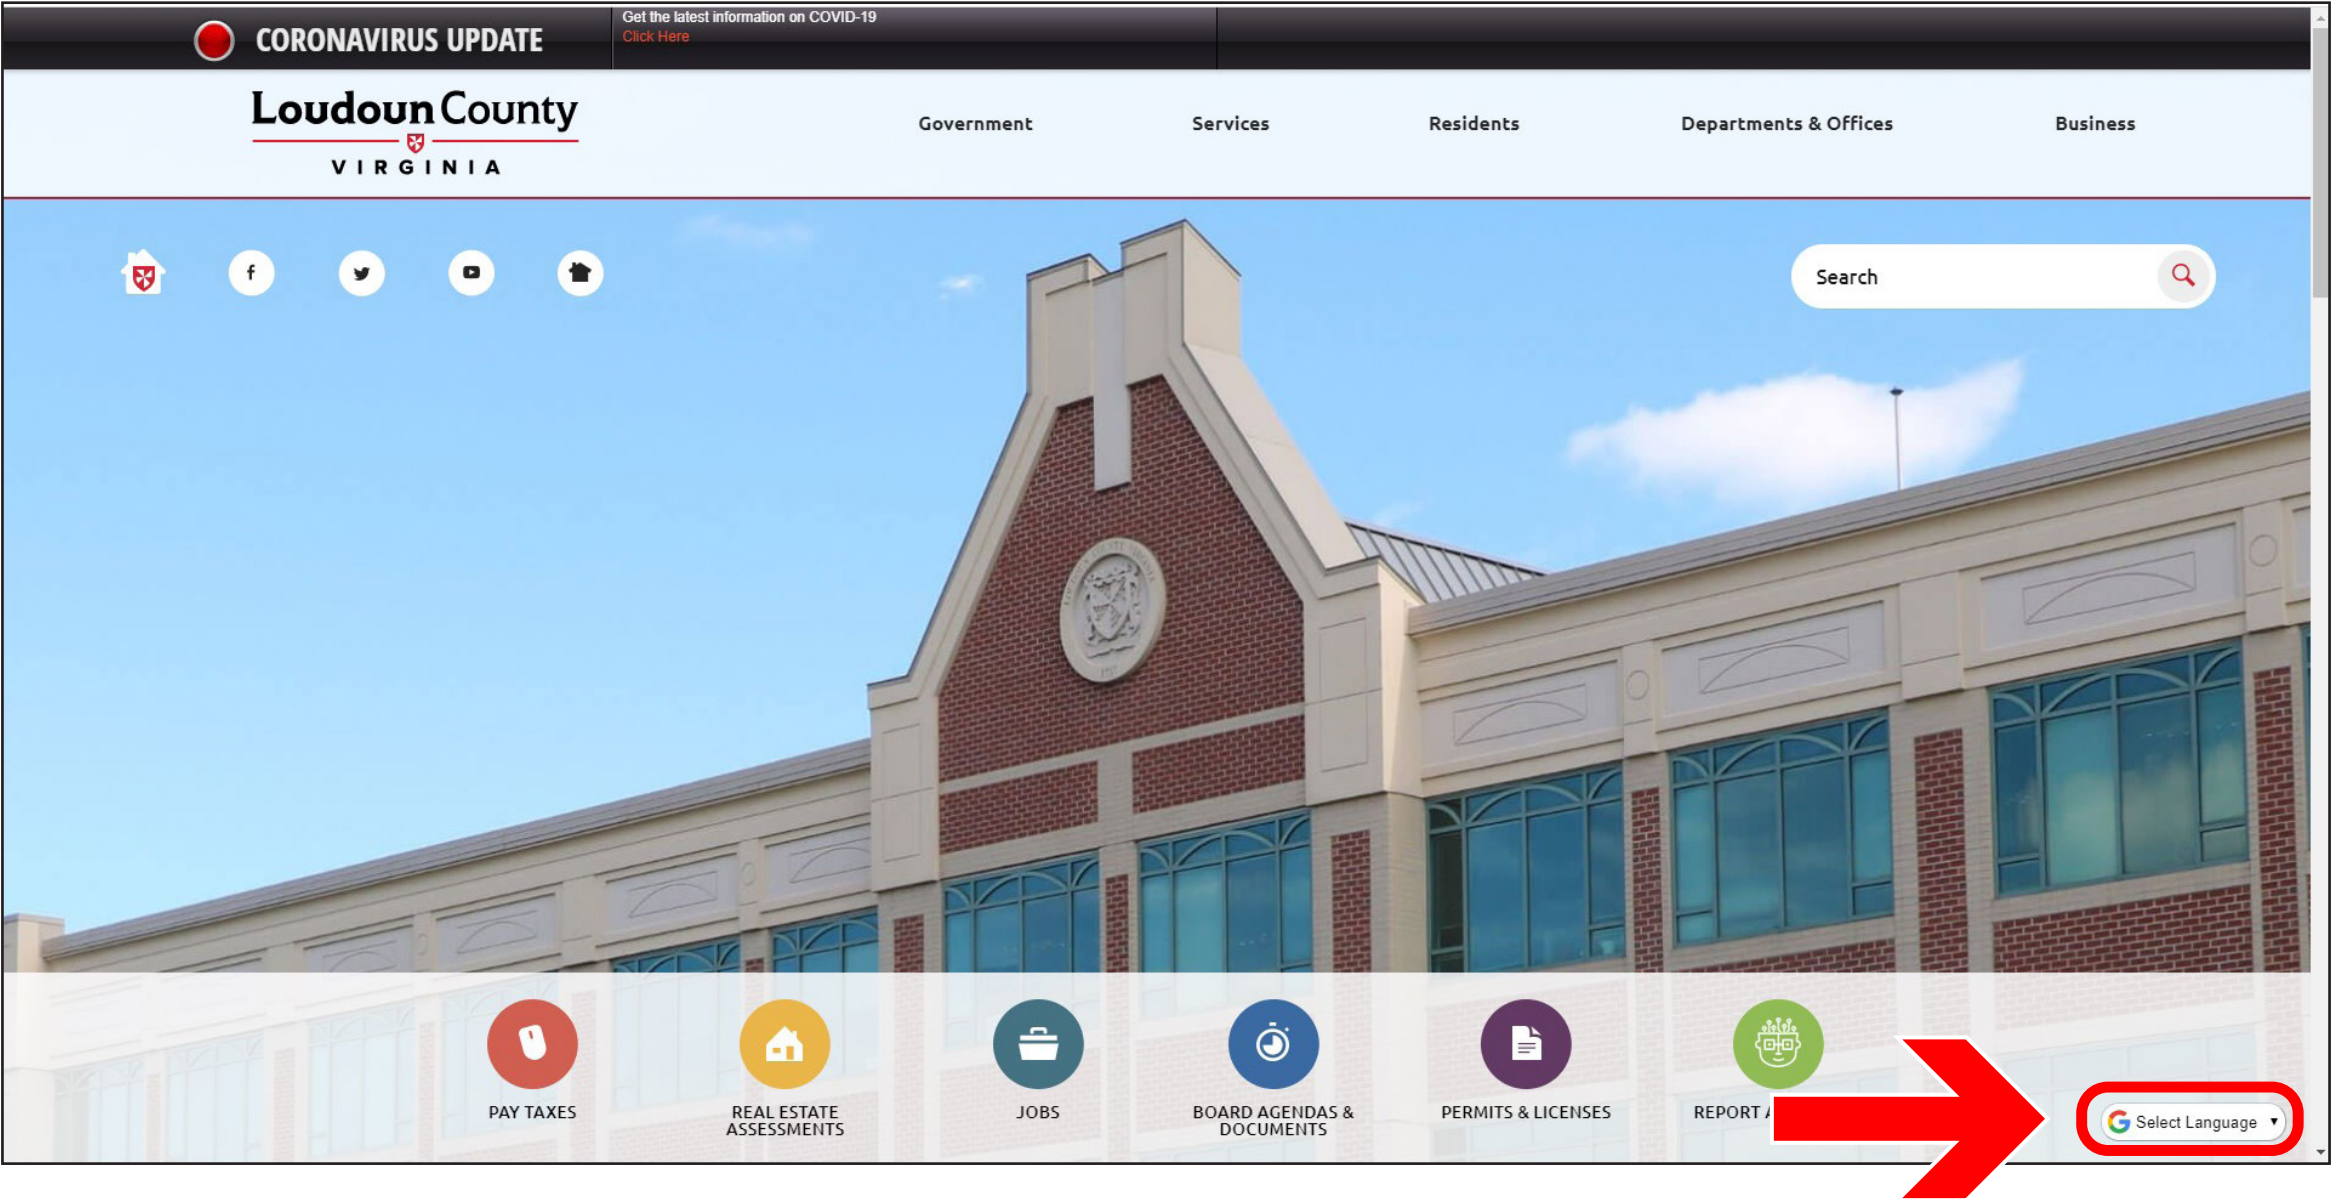 CORONAVIRUS UPDATE
Get the latest information on COVID-19
Click Here
Loudoun County
VIRGINIA
Government
Services
Residents
Departments & Offices
Business
Search
PAY TAXES
REAL ESTATE
ASSESSMENTS
JOBS
BOARD AGENDAS &
DOCUMENTS
PERMITS & LICENSES
REPORT
Select Language